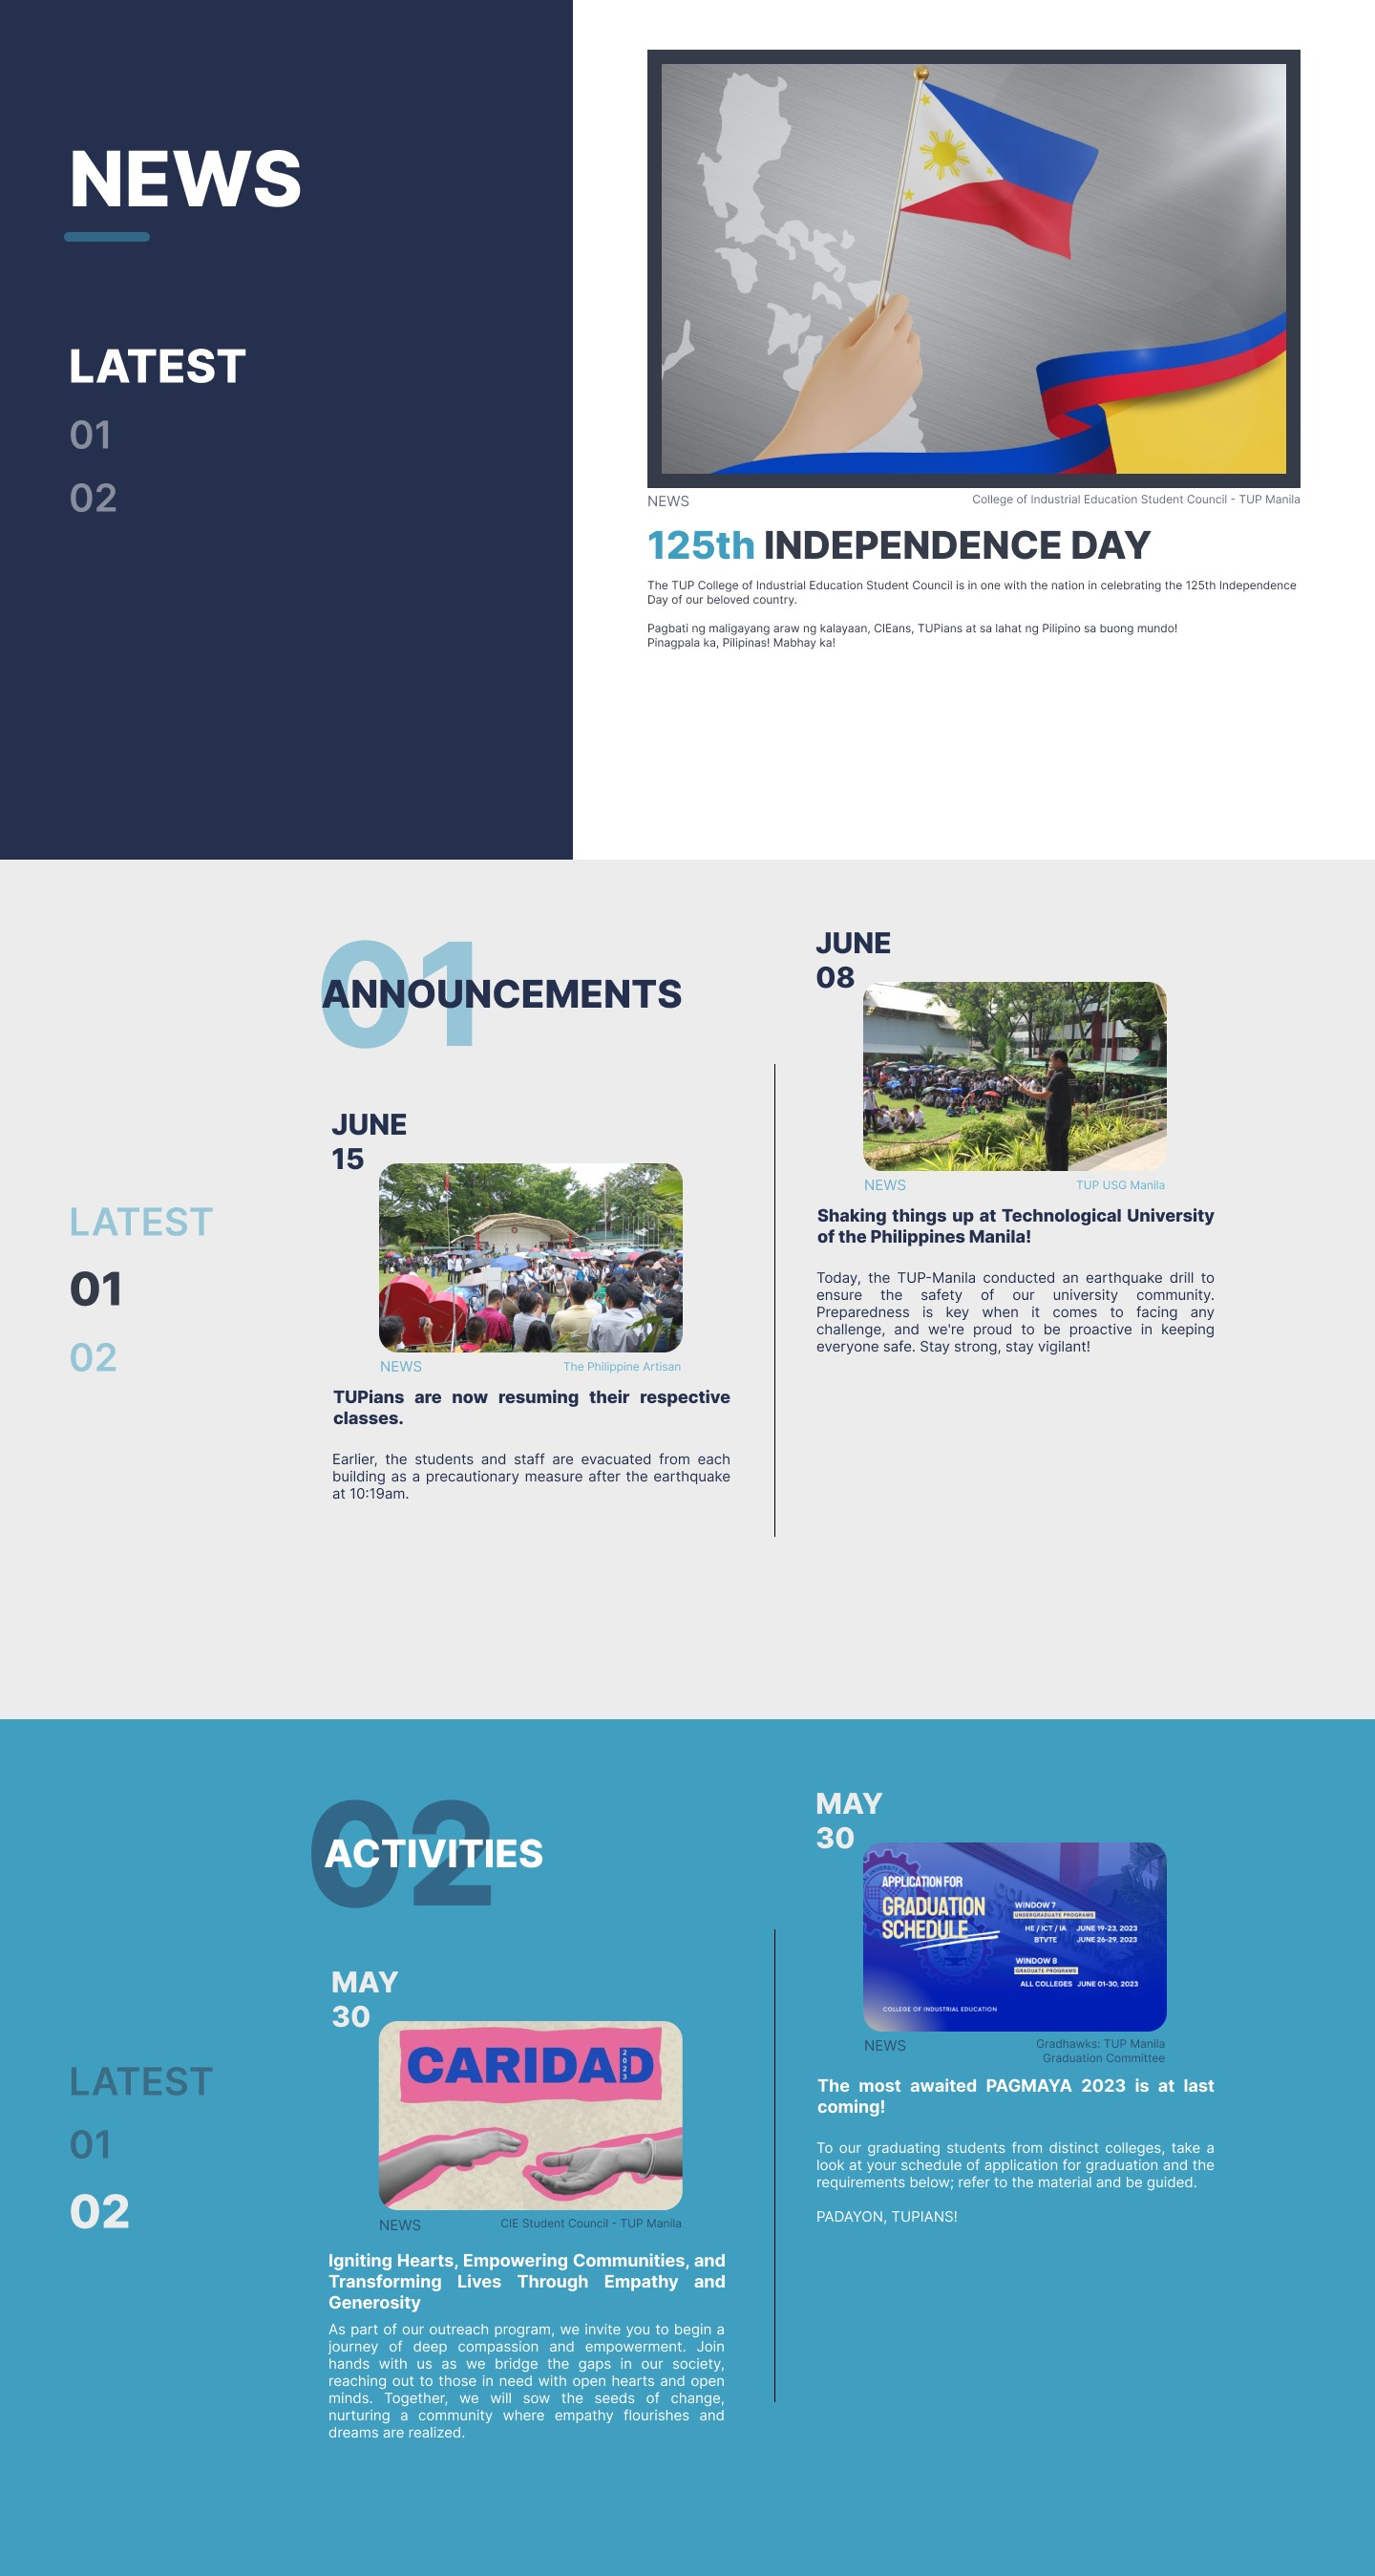 NEWS
LATEST
01
02
NEWS
College of Industrial Education Student Council - TUP Manila
125th INDEPENDENCE DAY
The TUP College of Industrial Education Student Council is in one with the nation in celebrating the 125th Independence
Day of our beloved country.
Pagbati ng maligayang araw ng kalayaan, CIEans, TUPians at sa lahat ng Pilipino sa buong mundo!
Pinagpala ka, Pilipinas! Mabhay ka!
LATEST
01
02
01
ANNOUNCEMENTS
JUNE
15
NEWS
The Philippine Artisan
TUPians are now resuming their respective
classes.
Earlier, the students and staff are evacuated from each
building as a precautionary measure after the earthquake
at 10:19am.
JUNE
08
NEWS
TUP USG Manila
Shaking things up at Technological University
of the Philippines Manila!
Today, the TUP-Manila conducted an earthquake drill to
ensure the safety of our university community.
Preparedness is key when it comes to facing any
challenge, and we're proud to be proactive in keeping
everyone safe. Stay strong, stay vigilant!
LATEST
01
02
02
ACTIVITIES
MAY
30
CARIDAD
2023
NEWS
CIE Student Council - TUP Manila
Igniting Hearts, Empowering Communities, and
Transforming Lives Through Empathy and
Generosity
As part of our outreach program, we invite you to begin a
journey of deep compassion and empowerment. Join
hands with us as we bridge the gaps in our society,
reaching out to those in need with open hearts and open
minds. Together, we will sow the seeds of change,
nurturing a community where empathy flourishes and
dreams are realized.
MAY
30
APPLICATION FOR
GRADUATION
SCHEDULE
WINDOW 7
UNDERGRADUATE PROGRAMS
HE / ICT / IA JUNE 19-23, 2023
BTVTE JUNE 26-29, 2023
WINDOW 8
GRADUATE PROGRAMS
ALL COLLEGES JUNE 01-30, 2023
COLLEGE OF INDUSTRIAL EDUCATION
NEWS
Gradhawks: TUP Manila
Graduation Committee
The most awaited PAGMAYA 2023 is at last
coming!
To our graduating students from distinct colleges, take a
look at your schedule of application for graduation and the
requirements below; refer to the material and be guided.
PADAYON, TUPIANS!